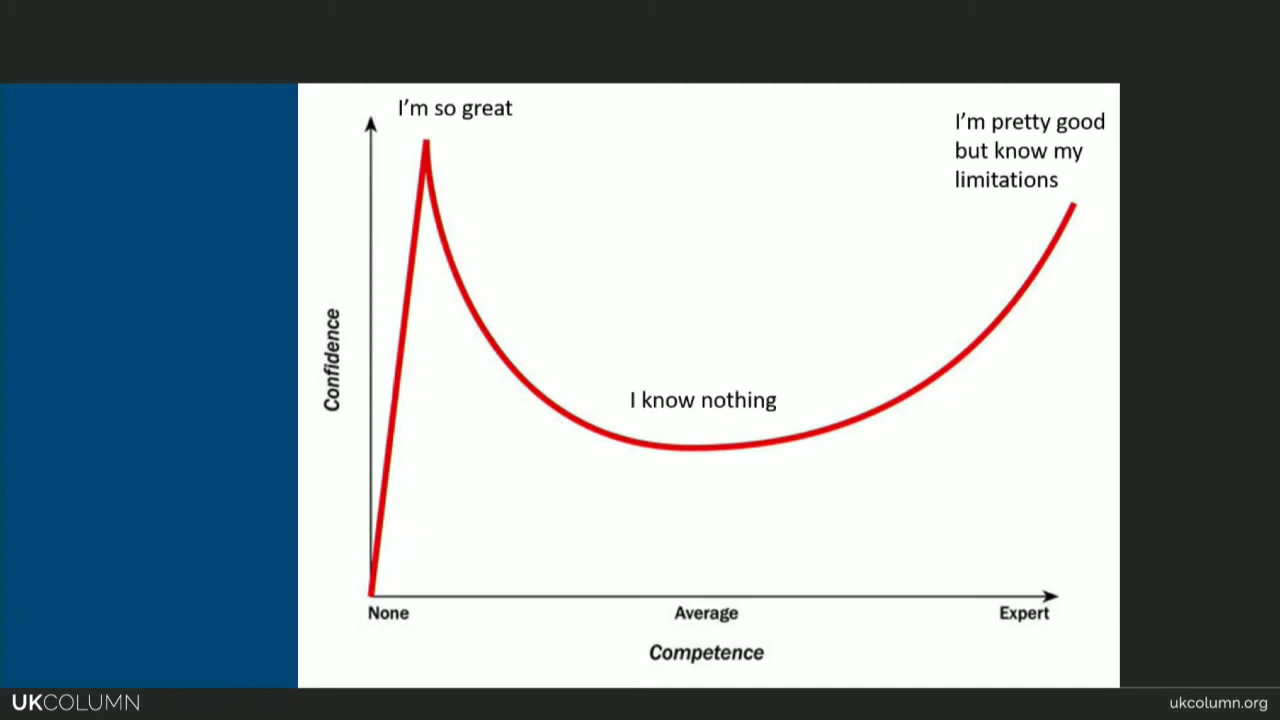 I'm so great
I'm pretty good
but know my
limitations
Confidence
I know nothing
None
Average
Expert
Competence
UKCOLUMN
ukcolumn.org